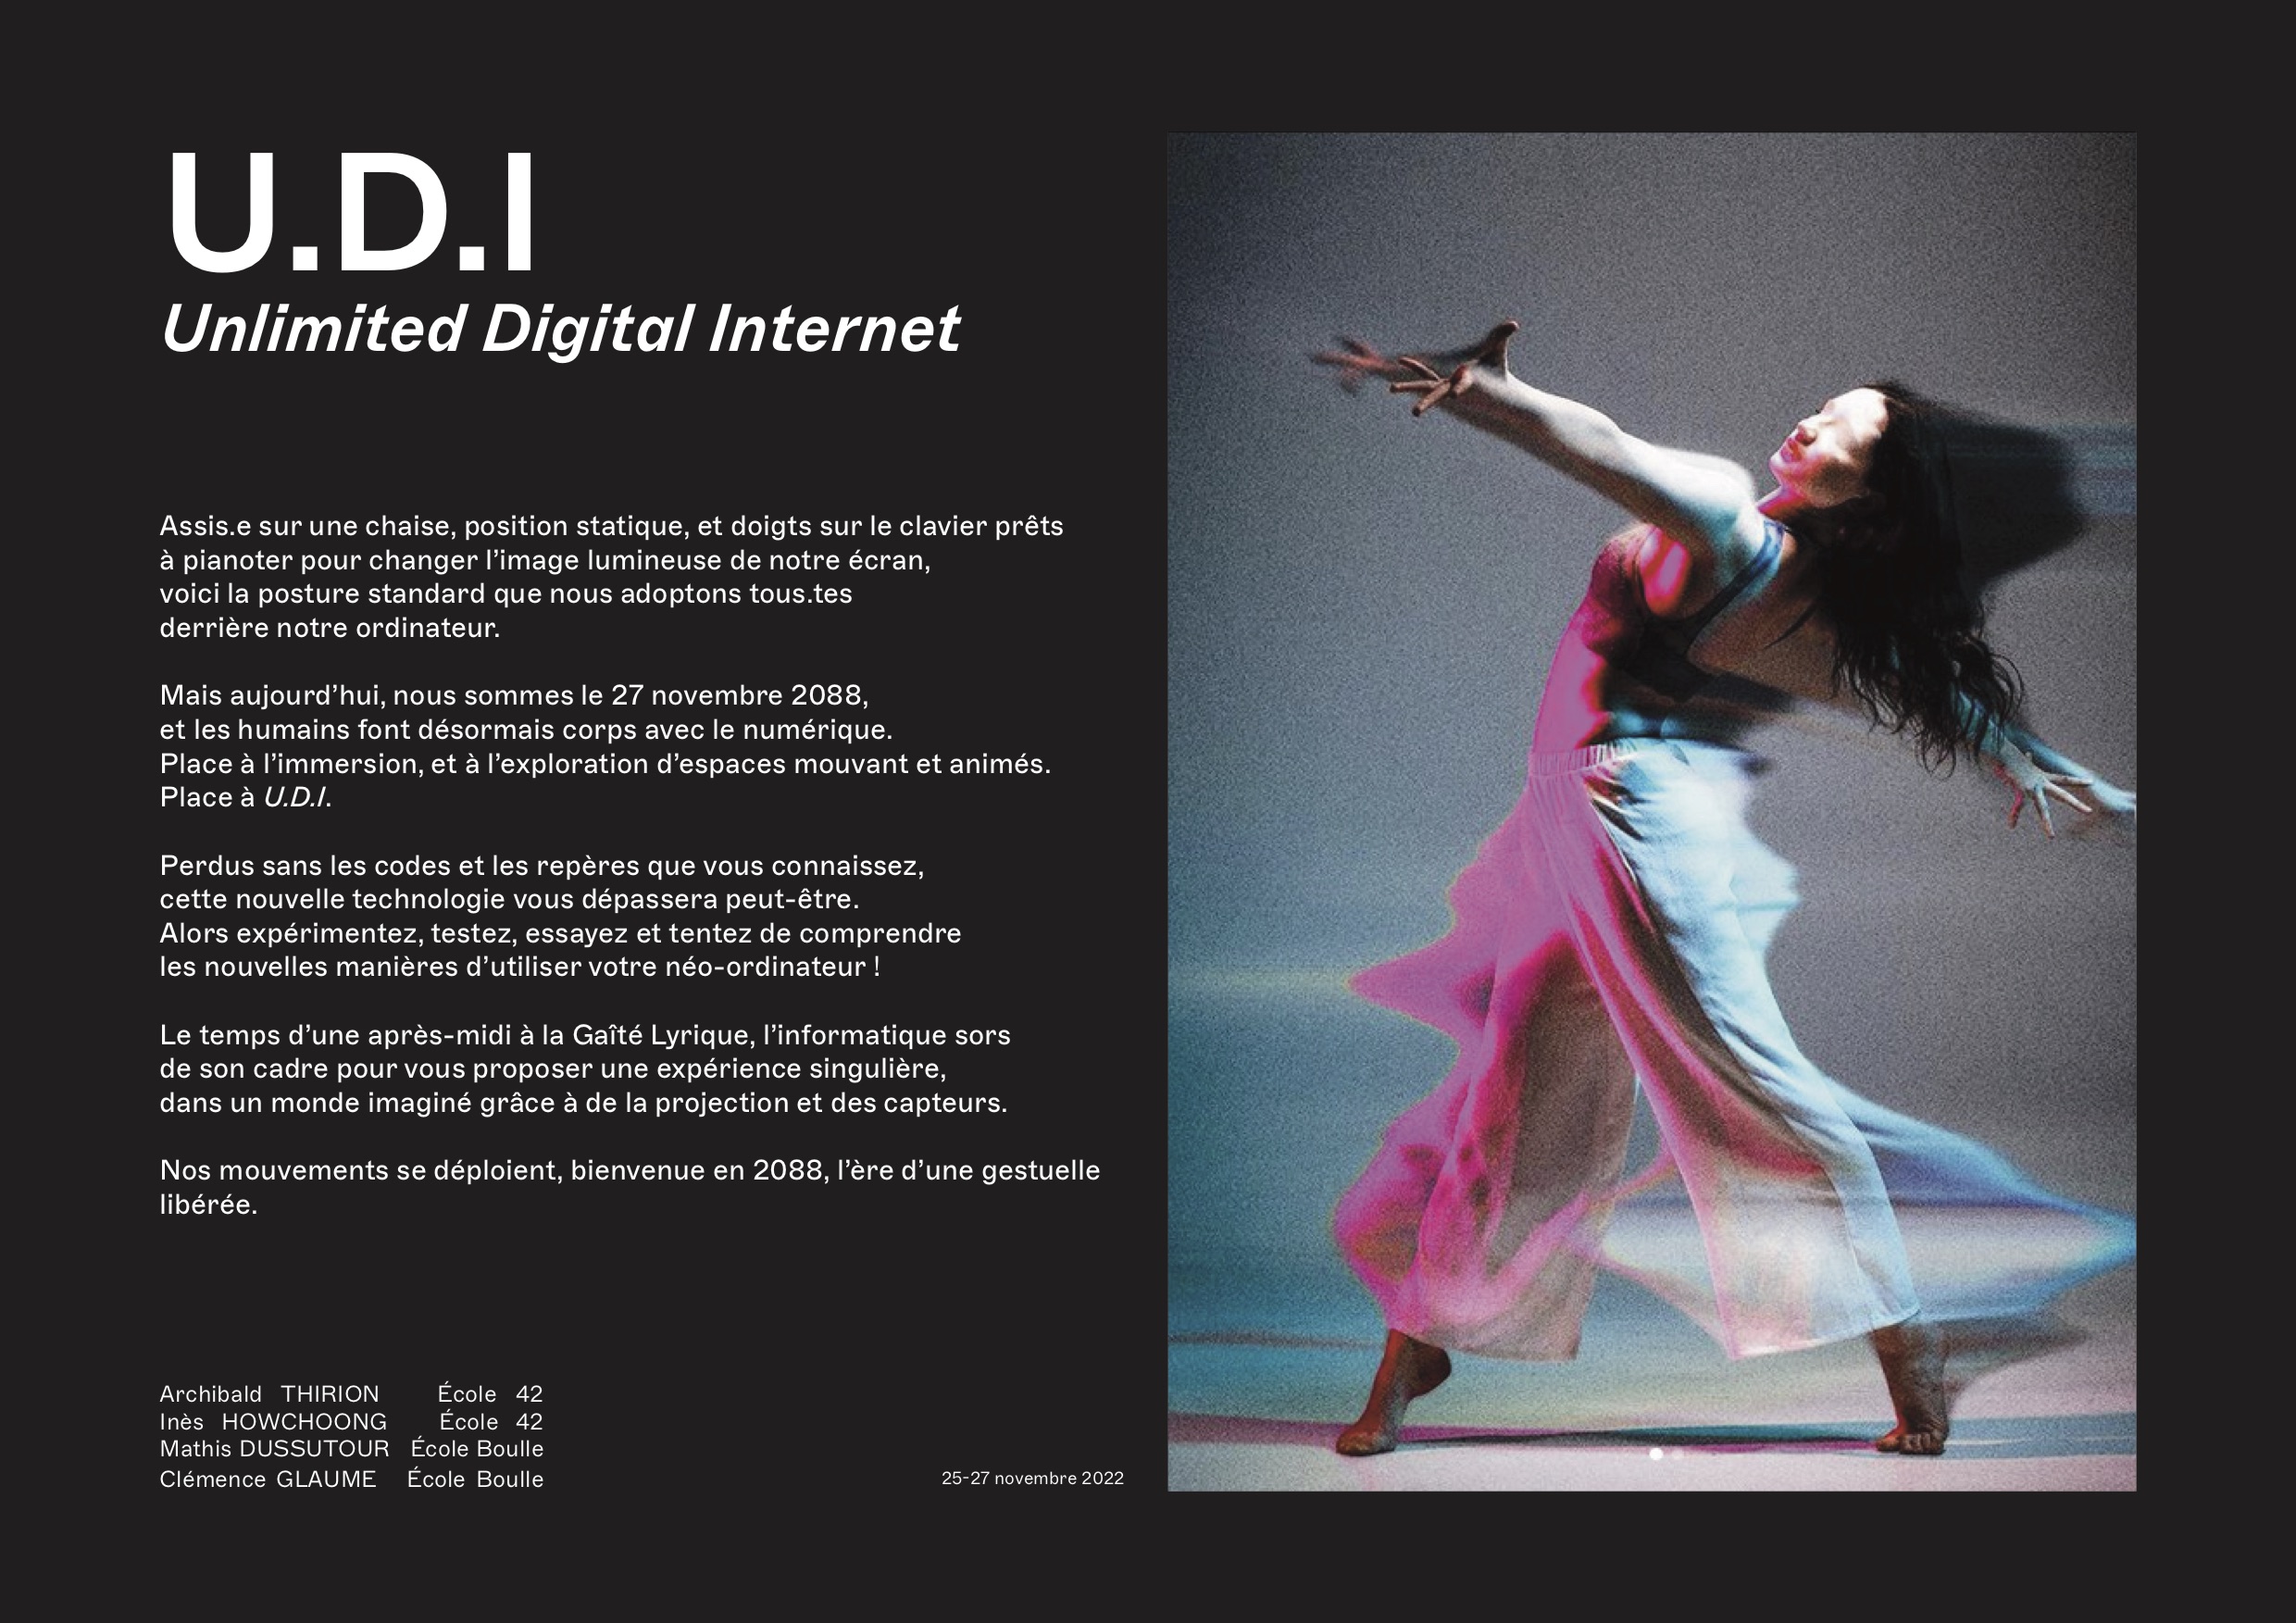 U.D.I
Unlimited Digital Internet
Assis.e sur une chaise, position statique, et doigts sur le clavier prêts
à pianoter pour changer l’image lumineuse de notre écran,
voici la posture standard que nous adoptons tous.tes
derrière notre ordinateur.
Mais aujourd’hui, nous sommes le 27 novembre 2088,
et les humains font désormais corps avec le numérique.
Place à l’immersion, et à l’exploration d’espaces mouvant et animés.
Place à U.D.I.
Perdus sans les codes et les repères que vous connaissez,
cette nouvelle technologie vous dépassera peut-être.
Alors expérimentez, testez, essayez et tentez de comprendre
les nouvelles manières d’utiliser votre néo-ordinateur !
Le temps d’une après-midi à la Gaîté Lyrique, l’informatique sors
de son cadre pour vous proposer une expérience singulière,
dans un monde imaginé grâce à de la projection et des capteurs.
Nos mouvements se déploient, bienvenue en 2088, l’ère d’une gestuelle
libérée.
Archibald THIRION École 42
Inès HOWCHOONG École 42
Mathis DUSSUTOUR École Boulle
Clémence GLAUME École Boulle
25-27 novembre 2022